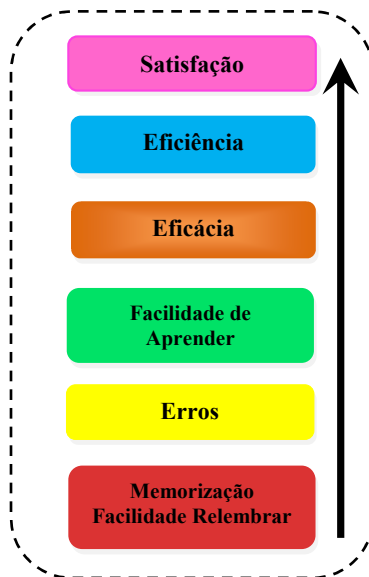 Satisfação
Eficiência
Eficácia
Facilidade de
Aprender
Erros
Memorização
Facilidade Relembrar